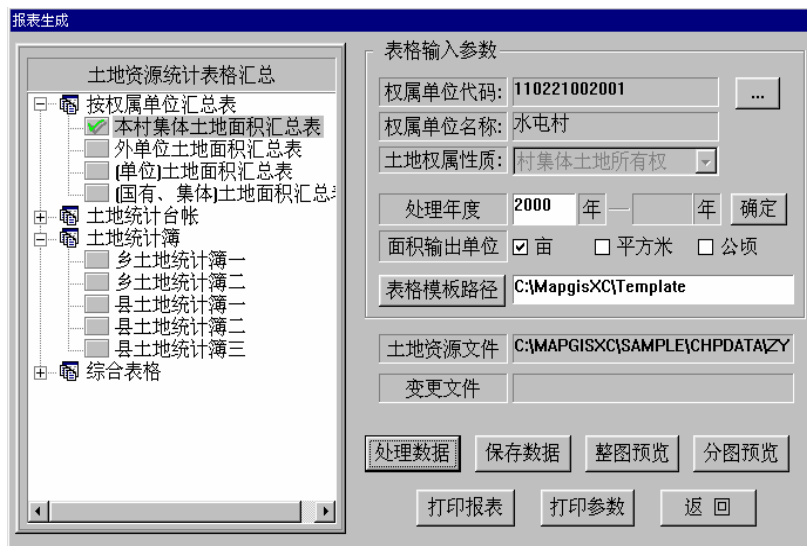 报表生成
土地资源统计表格汇总
按权属单位汇总表
本村集体土地面积汇总表
外单位土地面积汇总表
(单位)土地面积汇总表
(国有、集体)土地面积汇总
土地统计台帐
土地统计簿
乡土地统计簿一
乡土地统计簿二
县土地统计簿一
县土地统计簿二
县土地统计簿三
综合表格
表格输入参数
权属单位代码: 110221002001 ...
权属单位名称: 水屯村
土地权属性质: 村集体土地所有权
处理年度 2000 年 — 年 确定
面积输出单位 亩 平方米 公顷
表格模板路径 C:\MapgisXC\Template
土地资源文件 C:\MAPGISXC\SAMPLE\CHPDATA\ZY
变更文件
处理数据 保存数据 整图预览 分图预览
打印报表 打印参数 返 回